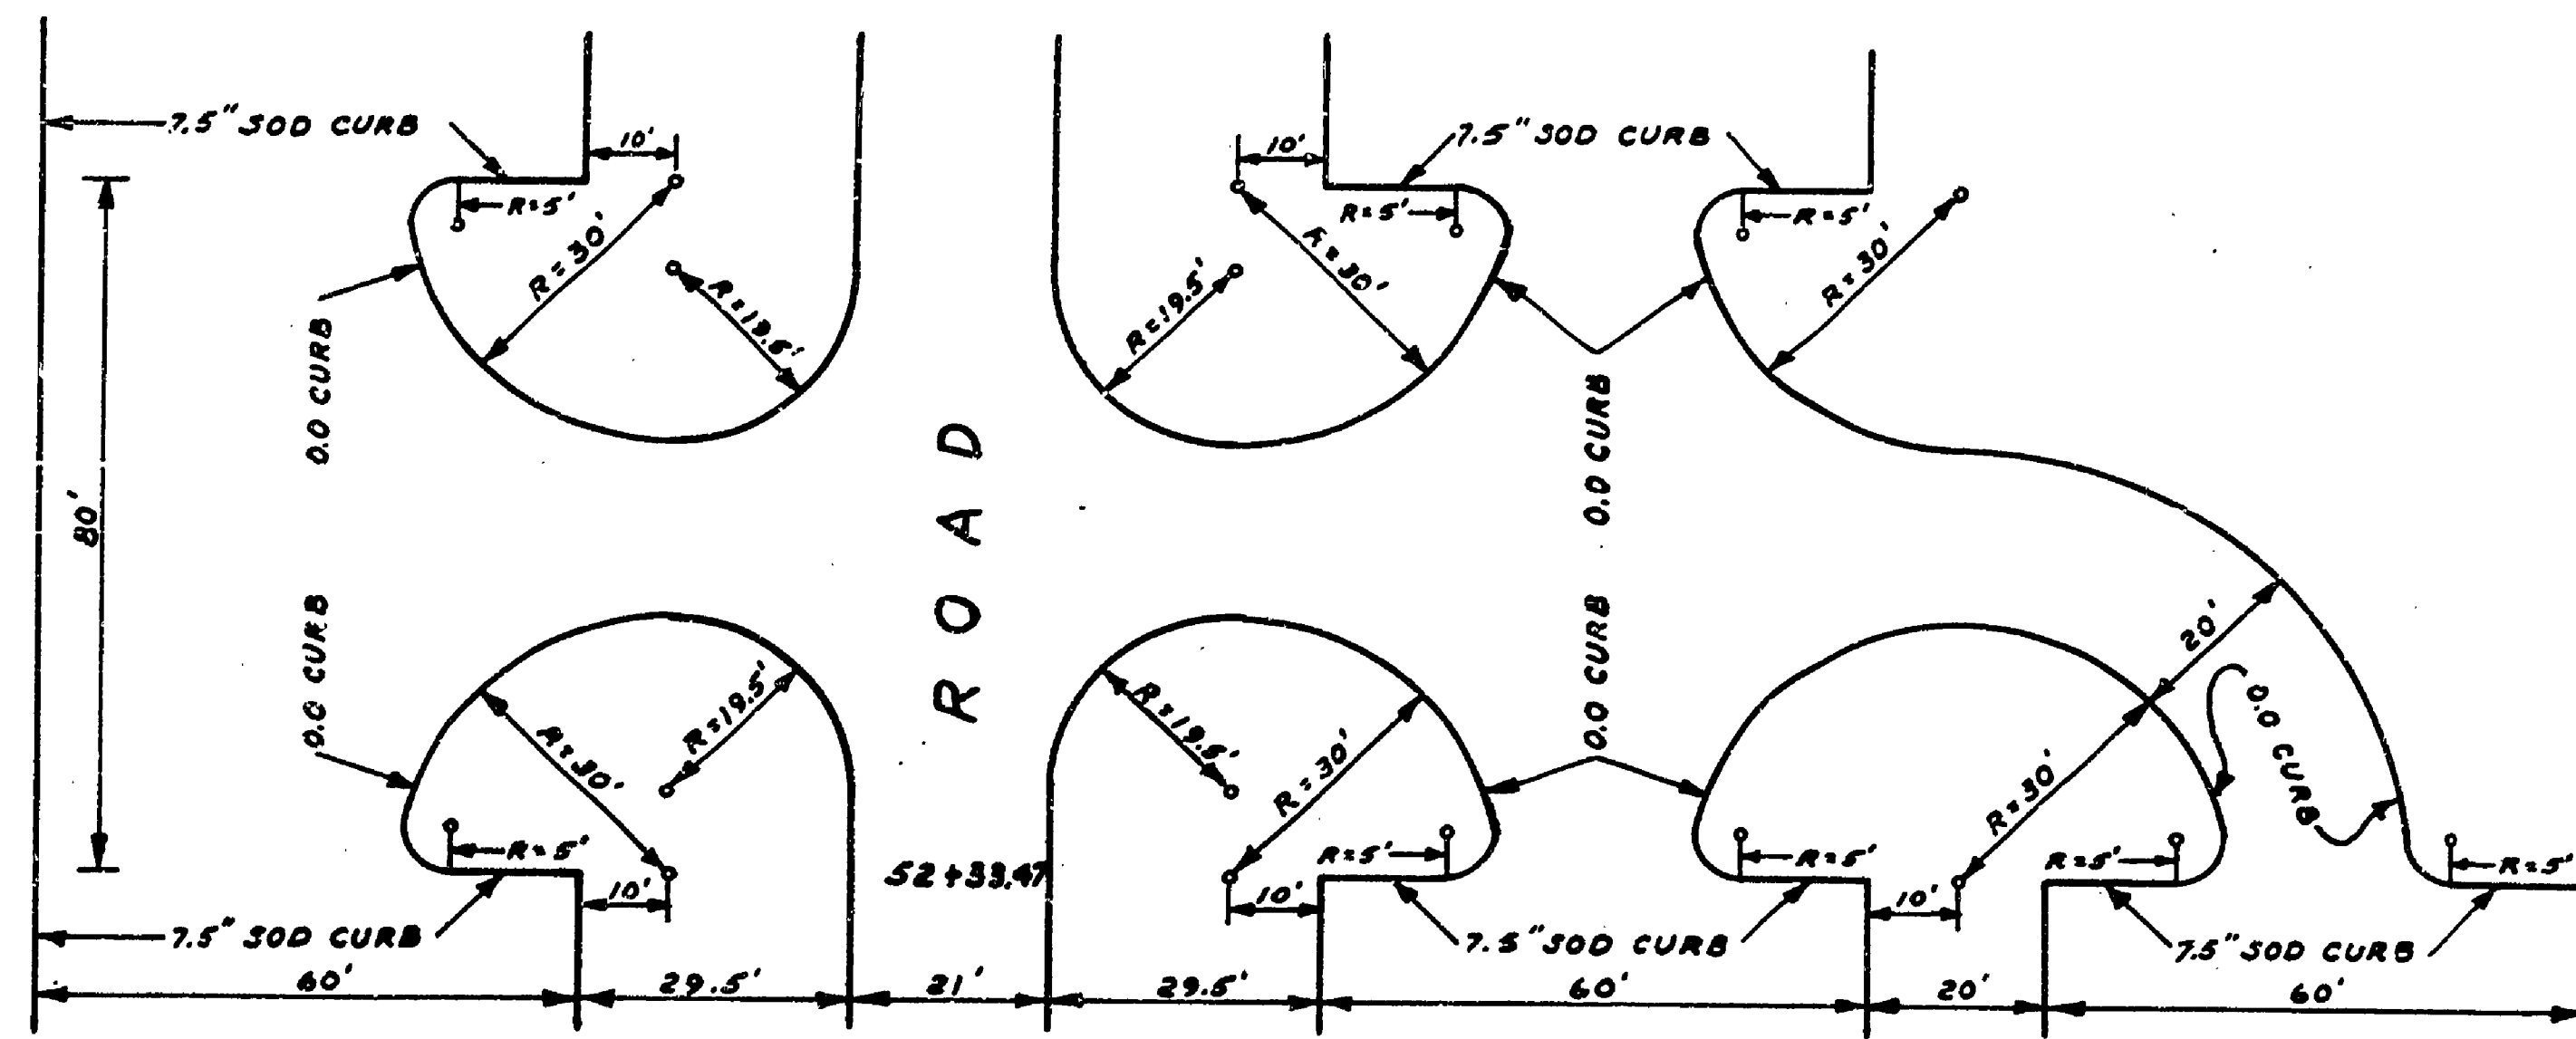 7.5" SOD CURB
10'
10'
7.5" SOD CURB
R=5'
R=5'
R=5'
R=30'
R=19.5'
R=19.5'
R=30'
R=30'
0.0 CURB
0.0 CURB
80'
ROAD
0.0 CURB
0.0 CURB
20'
0.0 CURB
R=30'
R=19.5'
R=19.5'
R=30'
R=30'
R=5'
R=5'
R=5'
R=5'
R=5'
52+33.47
10'
10'
10'
7.5" SOD CURB
7.5" SOD CURB
7.5" SOD CURB
60'
29.5'
21'
29.5'
60'
20'
60'